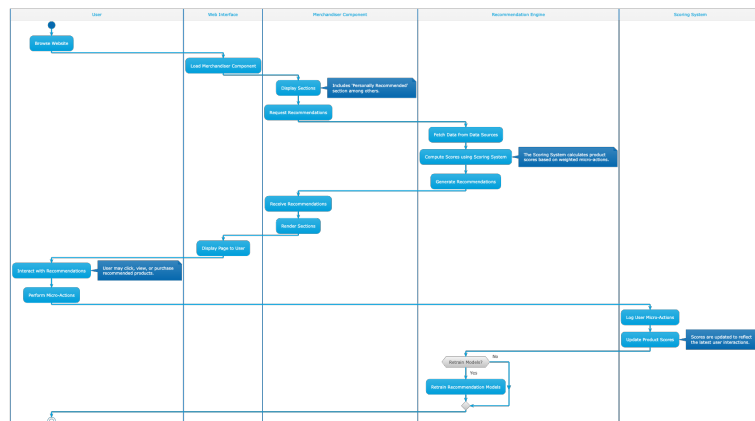 User
Web Interface
Merchandiser Component
Recommendation Engine
Scoring System
Browse Website
Load Merchandiser Component
Display Sections
Includes 'Personally Recommended'
section among others.
Request Recommendations
Fetch Data from Data Sources
Compute Scores using Scoring System
The Scoring System calculates product
scores based on weighted micro-actions.
Generate Recommendations
Receive Recommendations
Render Sections
Display Page to User
Interact with Recommendations
User may click, view, or purchase
recommended products.
Perform Micro-Actions
Log User Micro-Actions
Update Product Scores
Scores are updated to reflect
the latest user interactions.
Retrain Models?
No
Yes
Retrain Recommendation Models